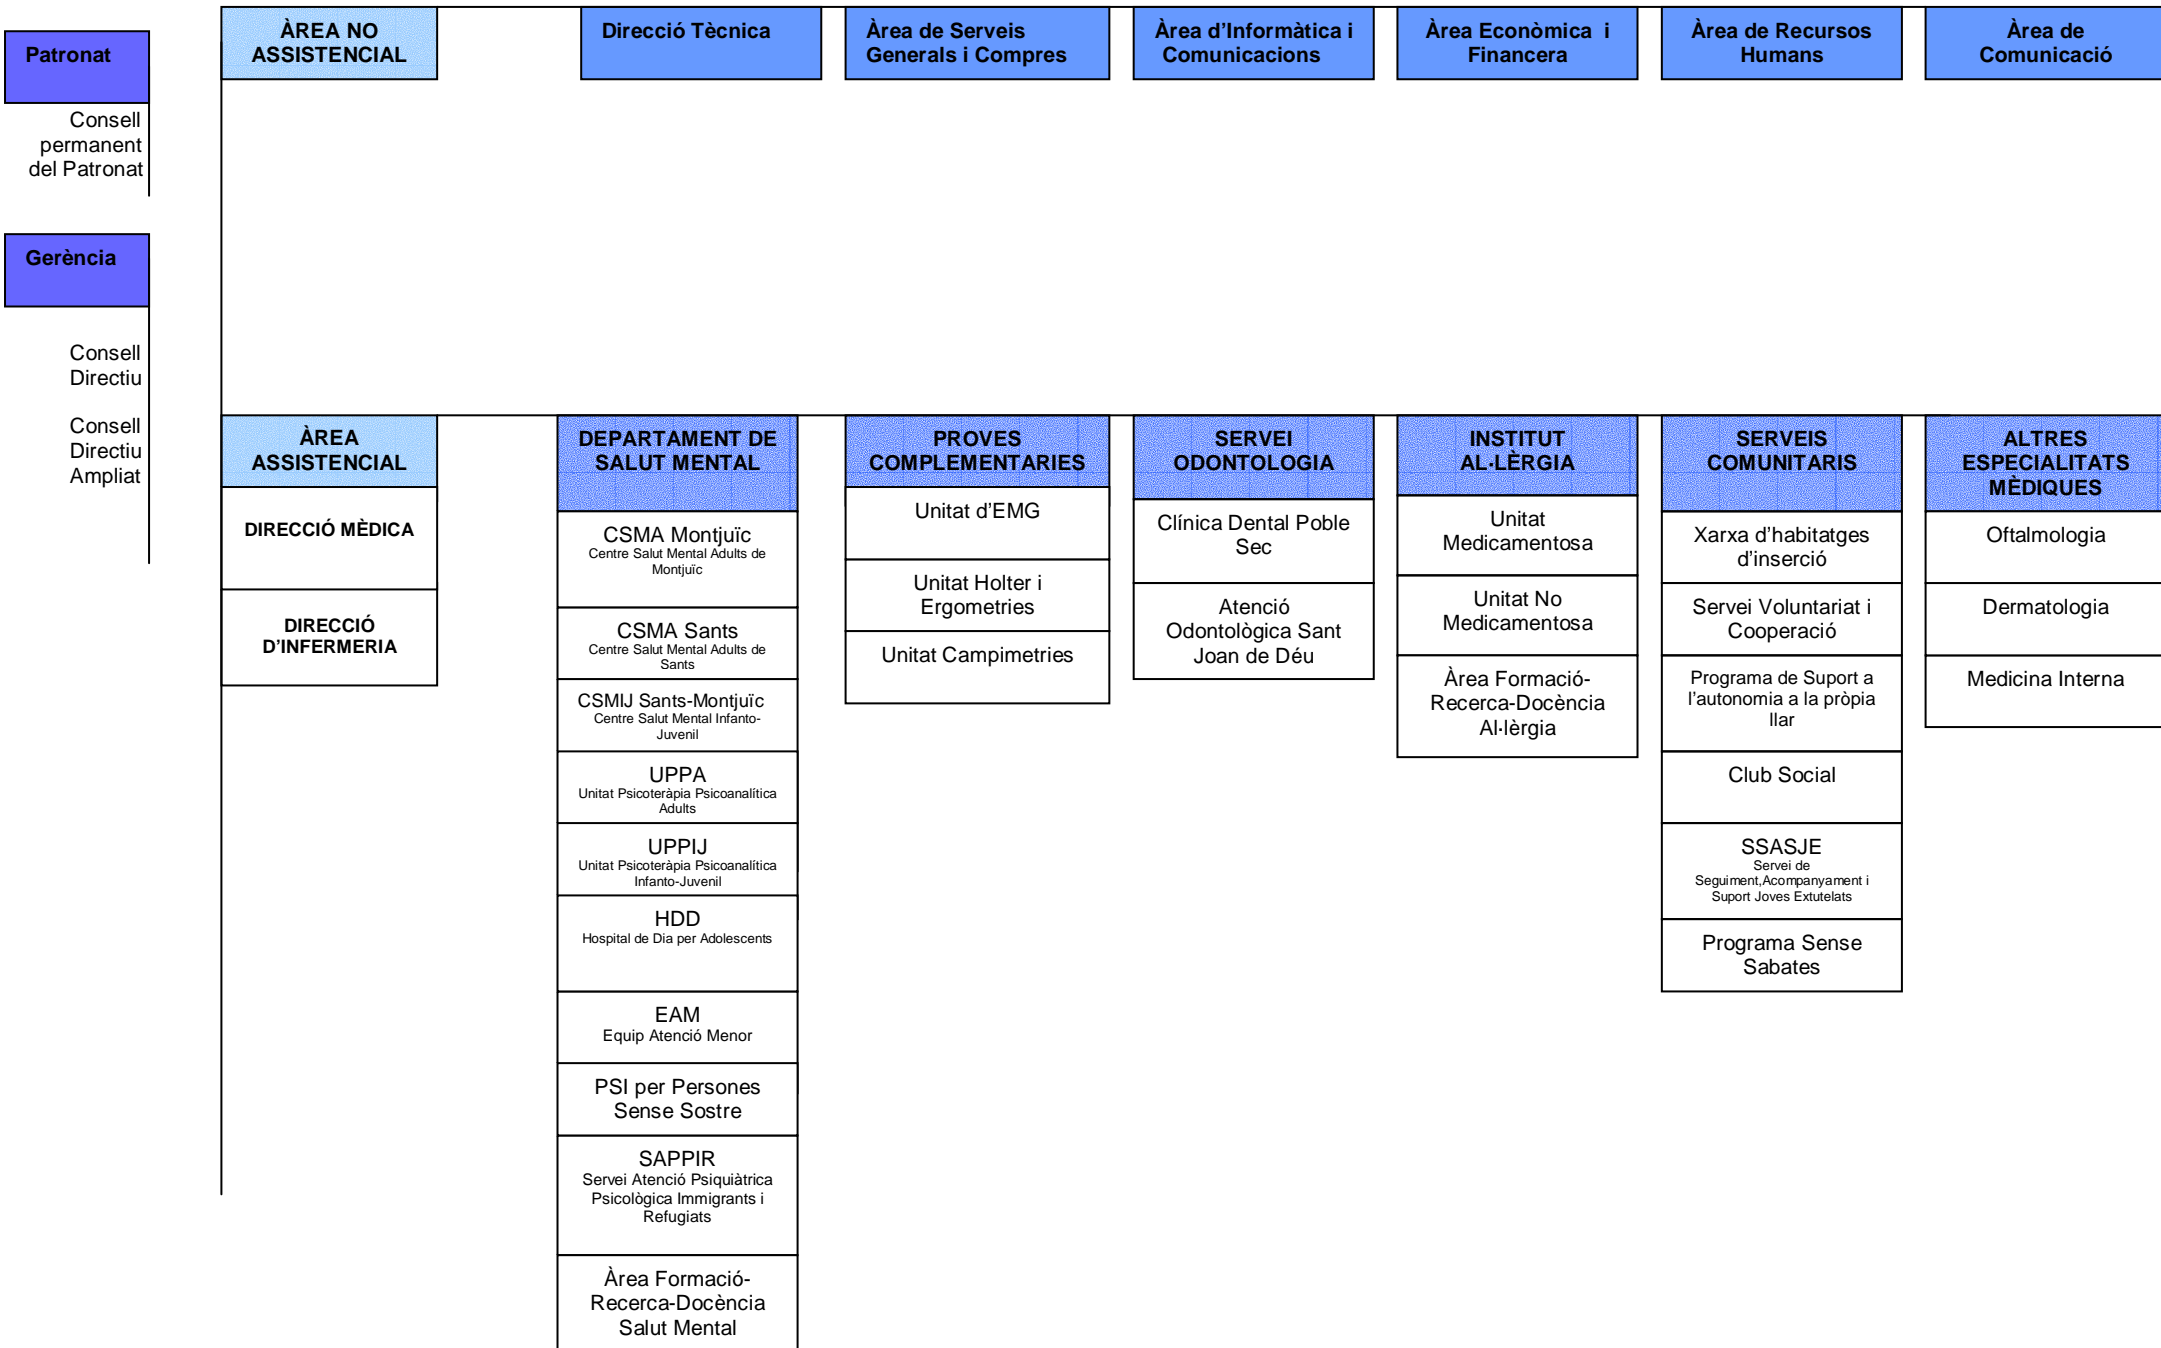 Patronat
Consell
permanent
del Patronat
Gerència
Consell
Directiu
Consell
Directiu
Ampliat
ÀREA NO
ASSISTENCIAL
Direcció Tècnica
Àrea de Serveis
Generals i Compres
Àrea d’Informàtica i
Comunicacions
Àrea Econòmica  i
Financera
Àrea de Recursos
Humans
Àrea de
Comunicació
ÀREA
ASSISTENCIAL
DIRECCIÓ MÈDICA
DIRECCIÓ
D’INFERMERIA
DEPARTAMENT DE
SALUT MENTAL
CSMA Montjuïc
Centre Salut Mental Adults de
Montjuïc
CSMA Sants
Centre Salut Mental Adults de
Sants
CSMIJ Sants-Montjuïc
Centre Salut Mental Infanto-
Juvenil
UPPA
Unitat Psicoteràpia Psicoanalítica
Adults
UPPIJ
Unitat Psicoteràpia Psicoanalítica
Infanto-Juvenil
HDD
Hospital de Dia per Adolescents
EAM
Equip Atenció Menor
PSI per Persones
Sense Sostre
SAPPIR
Servei Atenció Psiquiàtrica
Psicològica Immigrants i
Refugiats
Àrea Formació-
Recerca-Docència
Salut Mental
PROVES
COMPLEMENTARIES
Unitat d’EMG
Unitat Holter i
Ergometries
Unitat Campimetries
SERVEI
ODONTOLOGIA
Clínica Dental Poble
Sec
Atenció
Odontològica Sant
Joan de Déu
INSTITUT
AL·LÈRGIA
Unitat
Medicamentosa
Unitat No
Medicamentosa
Àrea Formació-
Recerca-Docència
Al·lèrgia
SERVEIS
COMUNITARIS
Xarxa d’habitatges
d’inserció
Servei Voluntariat i
Cooperació
Programa de Suport a
l’autonomia a la pròpia
llar
Club Social
SSASJE
Servei de
Seguiment,Acompanyament i
Suport Joves Extutelats
Programa Sense
Sabates
ALTRES
ESPECIALITATS
MÈDIQUES
Oftalmologia
Dermatologia
Medicina Interna